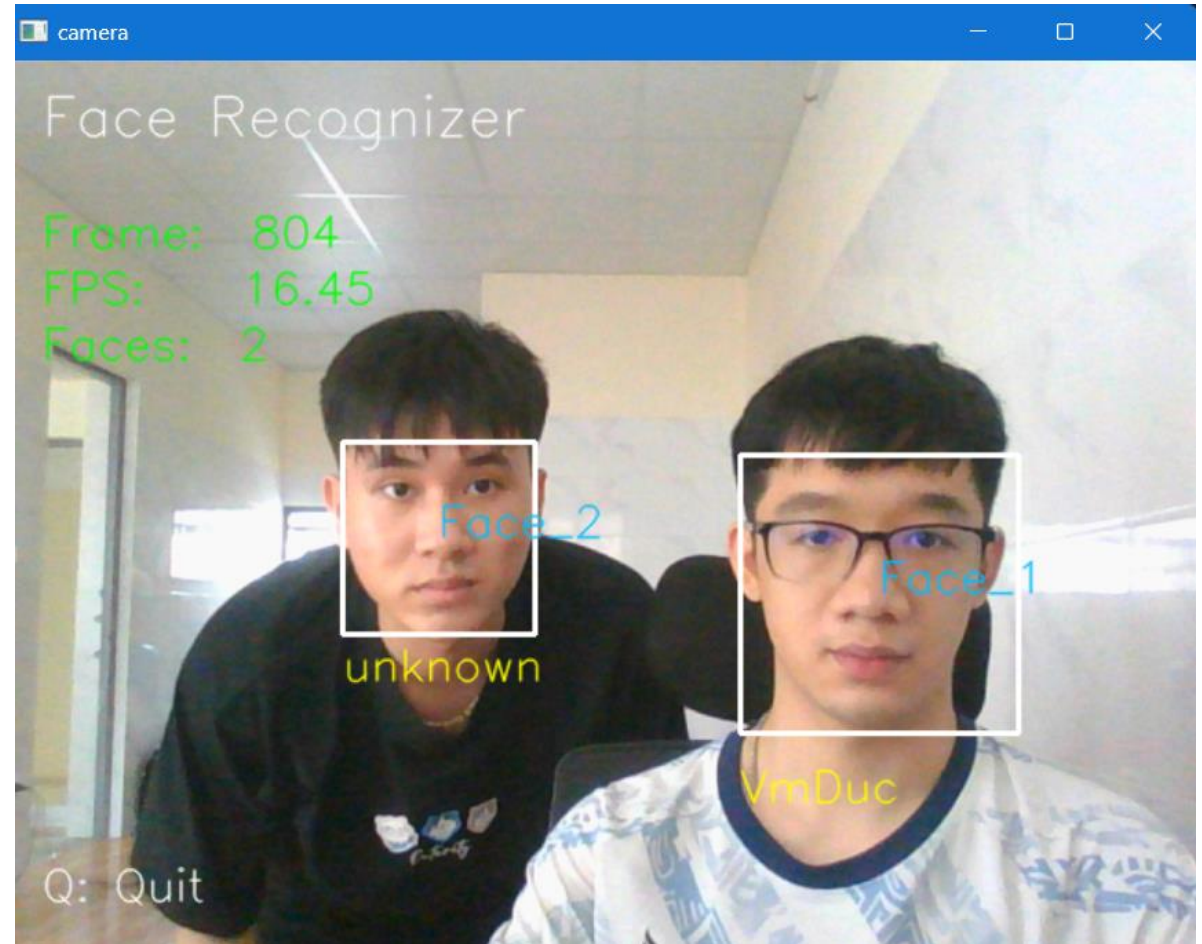 camera
Face Recognizer
Frame: 804
FPS: 16.45
Faces: 2
Face_2
Face_1
unknown
VmDuc
Q: Quit